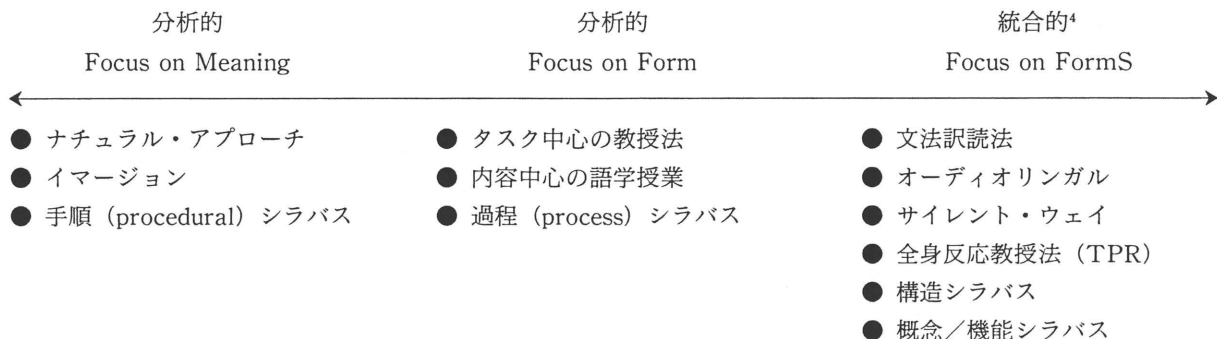 分析的 分析的 統合的⁴
Focus on Meaning Focus on Form Focus on FormS
● ナチュラル・アプローチ ● タスク中心の教授法 ● 文法訳読法
● イマージョン ● 内容中心の語学授業 ● オーディオリンガル
● 手順（procedural）シラバス ● 過程（process）シラバス ● サイレント・ウェイ
● 全身反応教授法（TPR）
● 構造シラバス
● 概念／機能シラバス